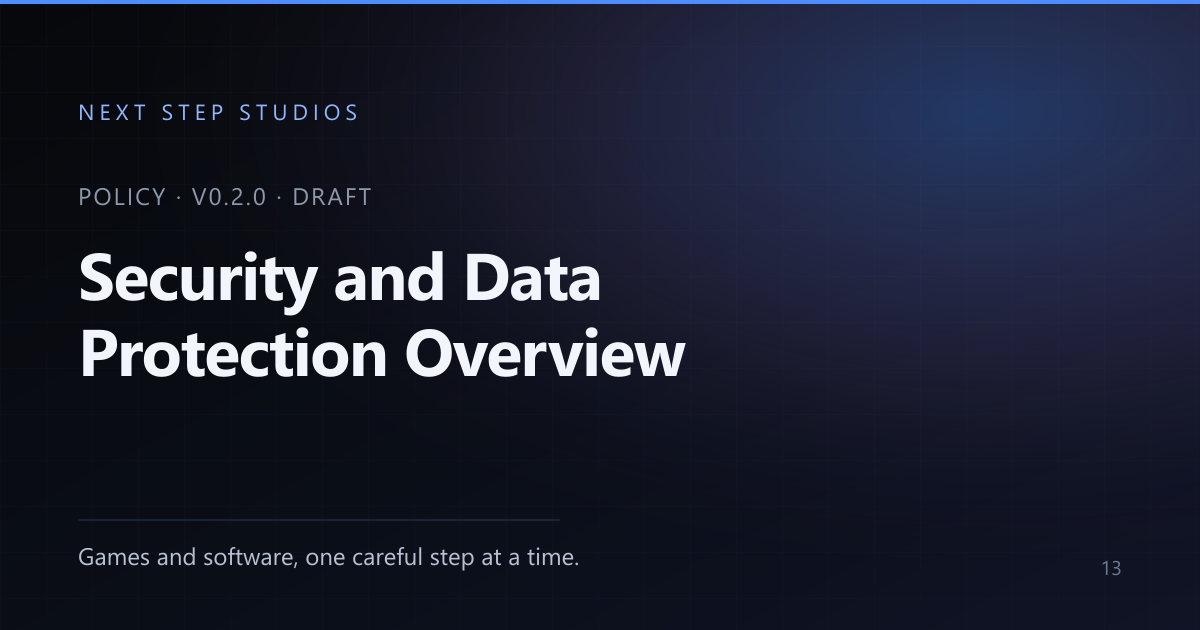 NEXT STEP STUDIOS
POLICY · V0.2.0 · DRAFT
Security and Data
Protection Overview
Games and software, one careful step at a time.
13